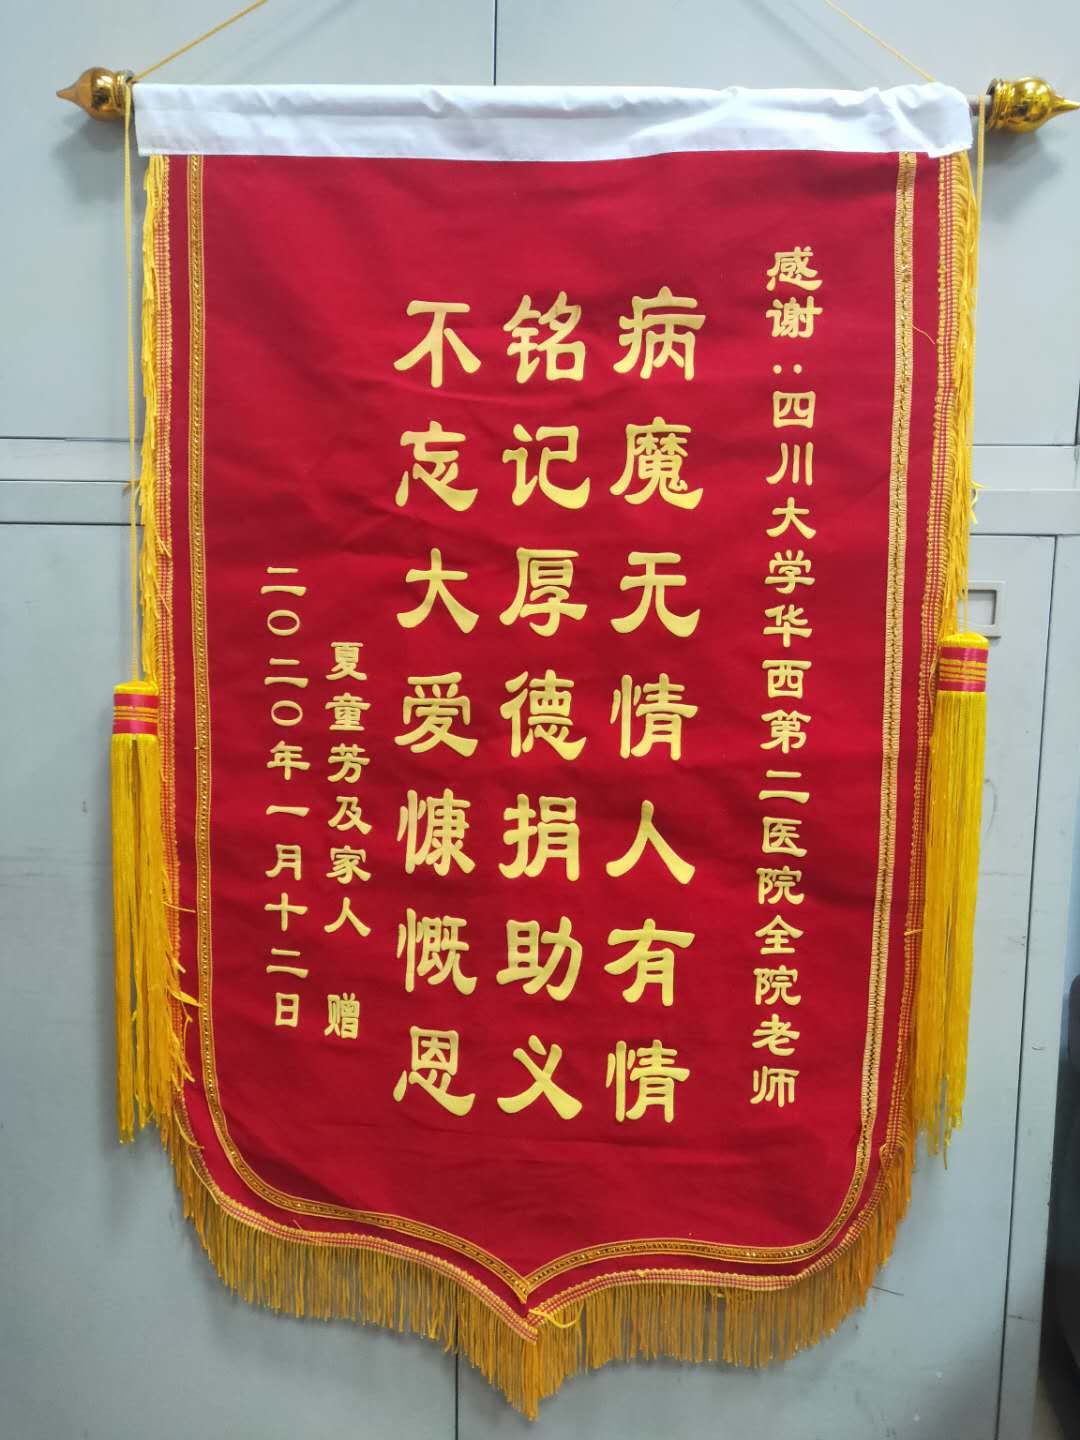 感谢：四川大学华西第二医院全院老师
病魔无情人有情
铭记厚德捐助义
不忘大爱慷慨恩
夏童芳及家人 赠
二〇二〇年一月十二日